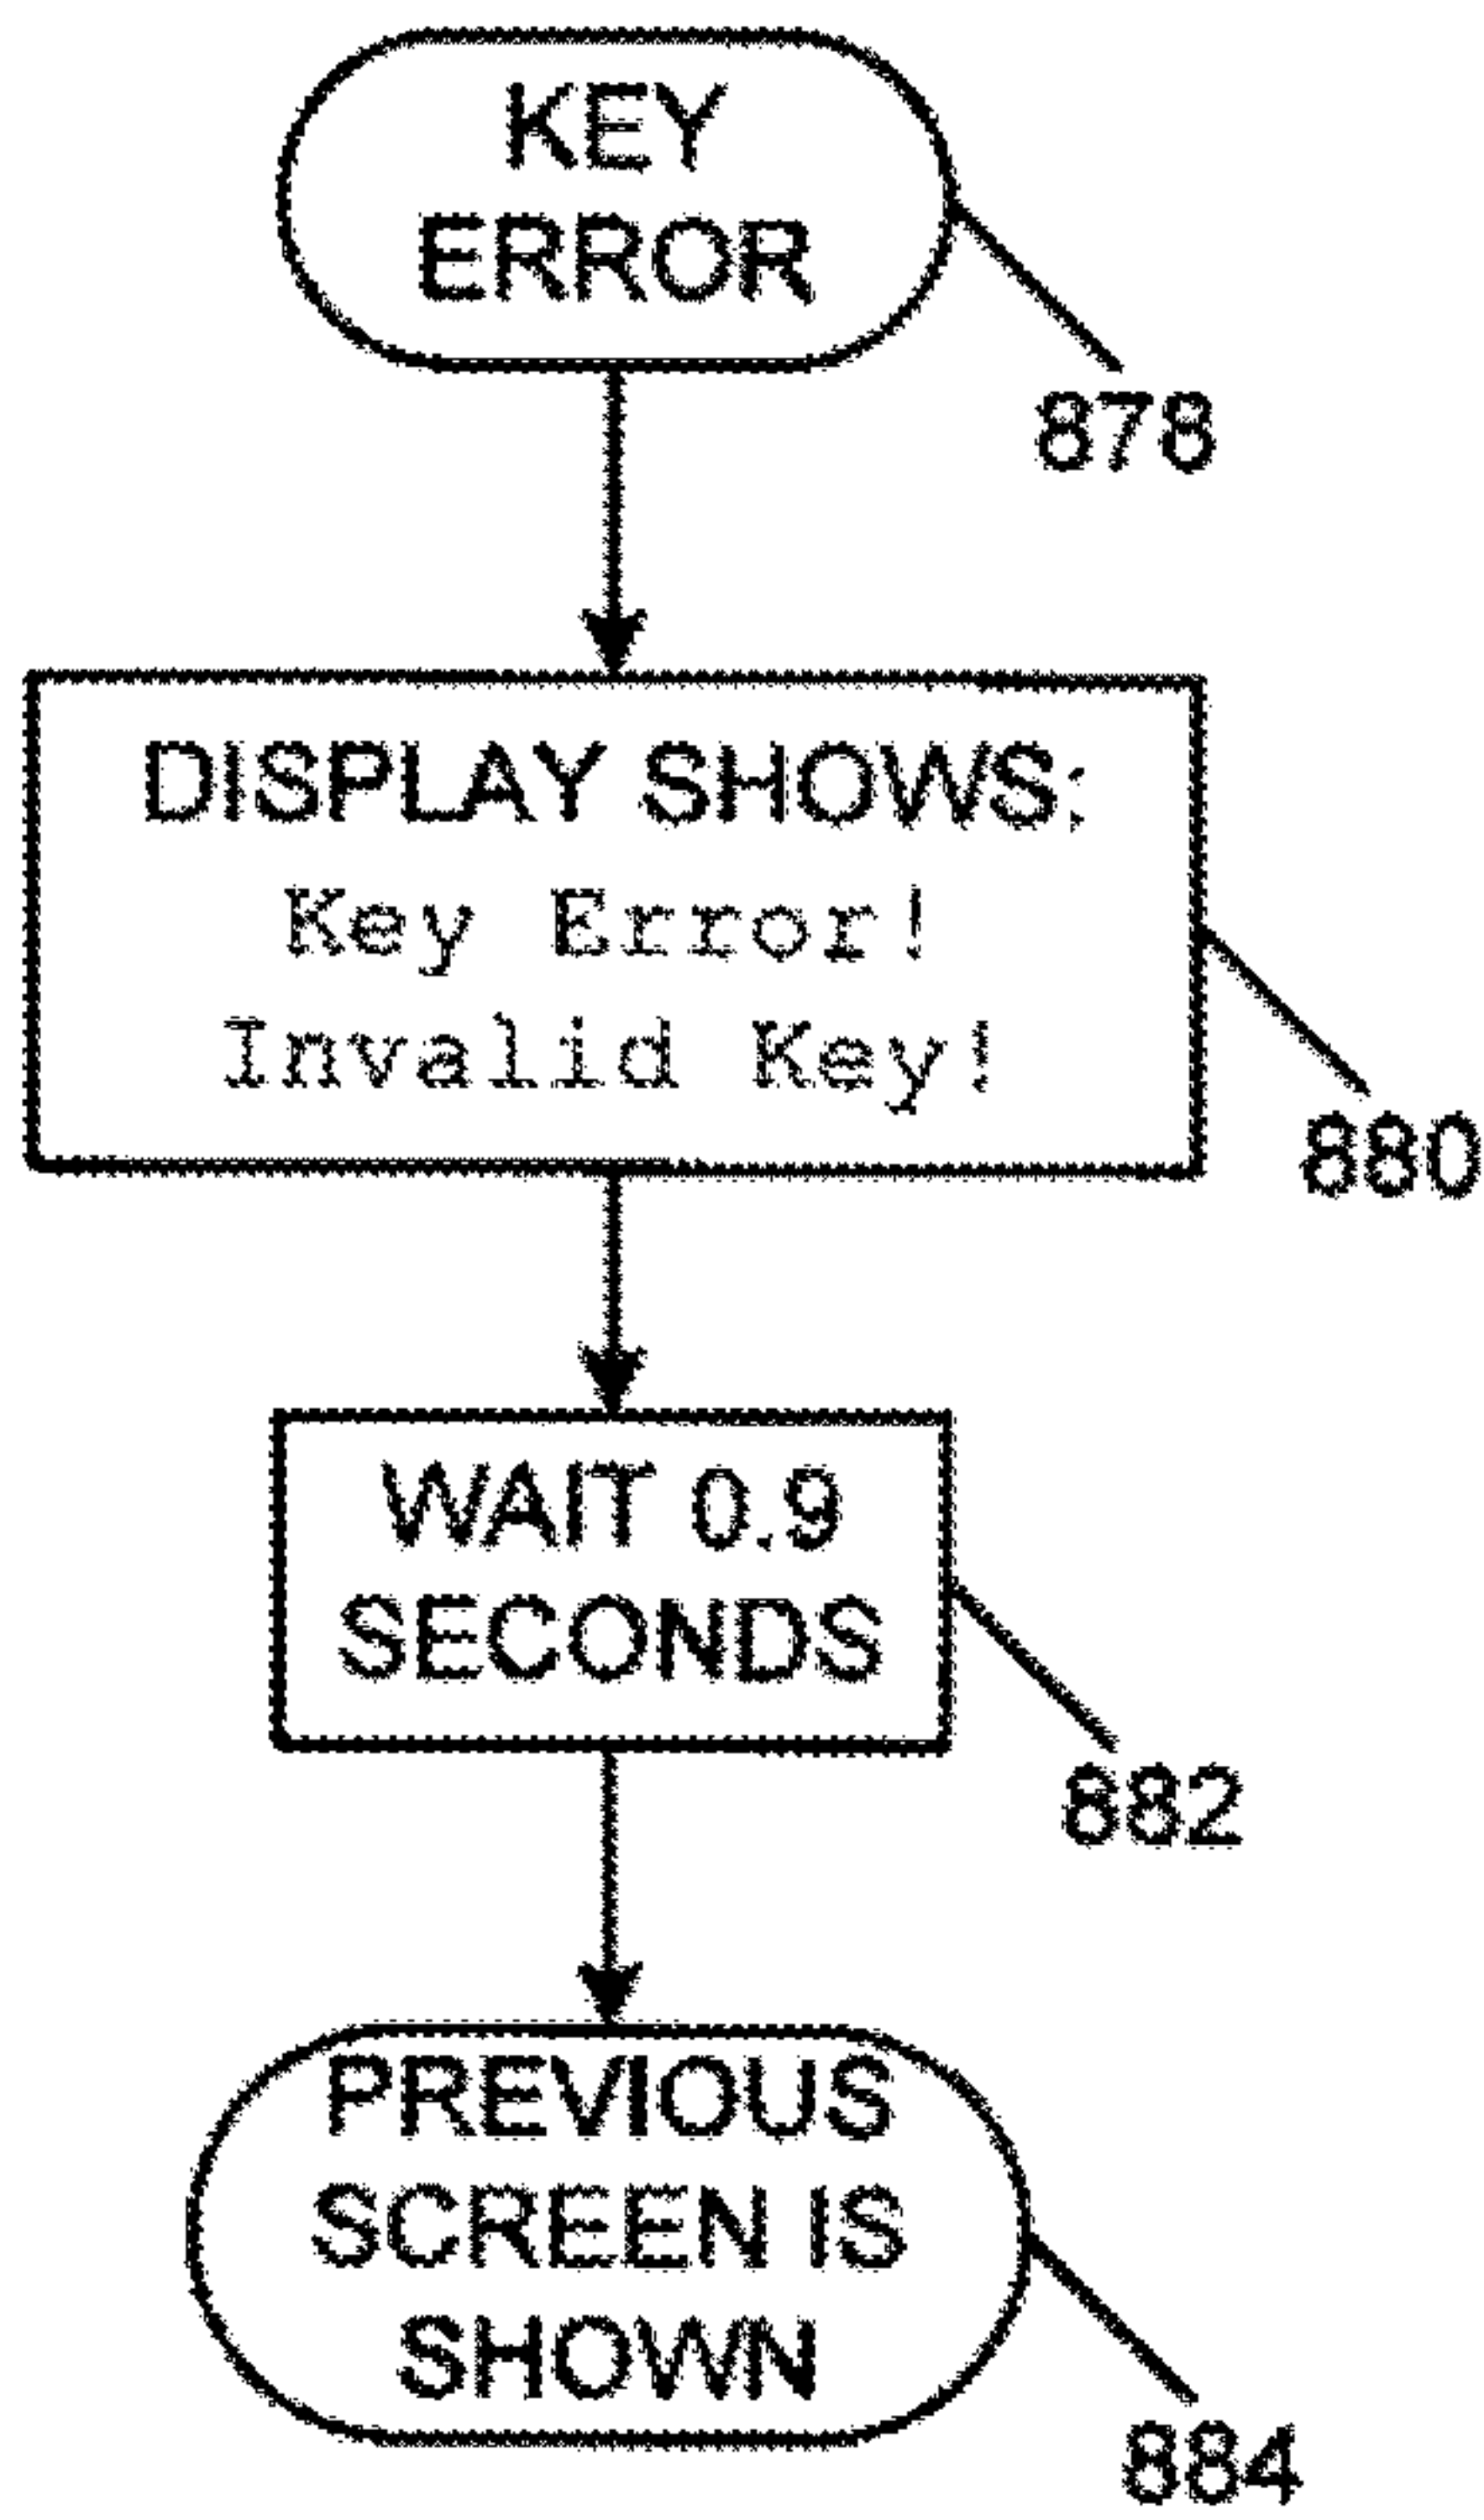 KEY
ERROR
878
DISPLAY SHOWS:
Key Error!
Invalid Key!
880
WAIT 0.9
SECONDS
882
PREVIOUS
SCREEN IS
SHOWN
884